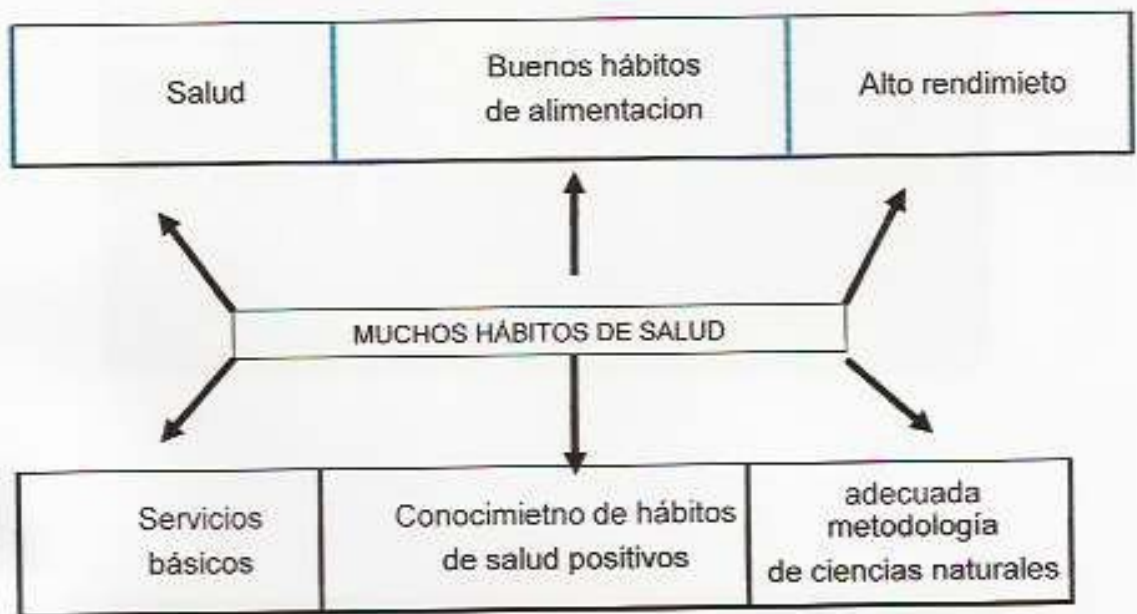 Salud
Buenos hábitos
de alimentacion
Alto rendimieto
MUCHOS HÁBITOS DE SALUD
Servicios
básicos
Conocimietno de hábitos
de salud positivos
adecuada
metodología
de ciencias naturales